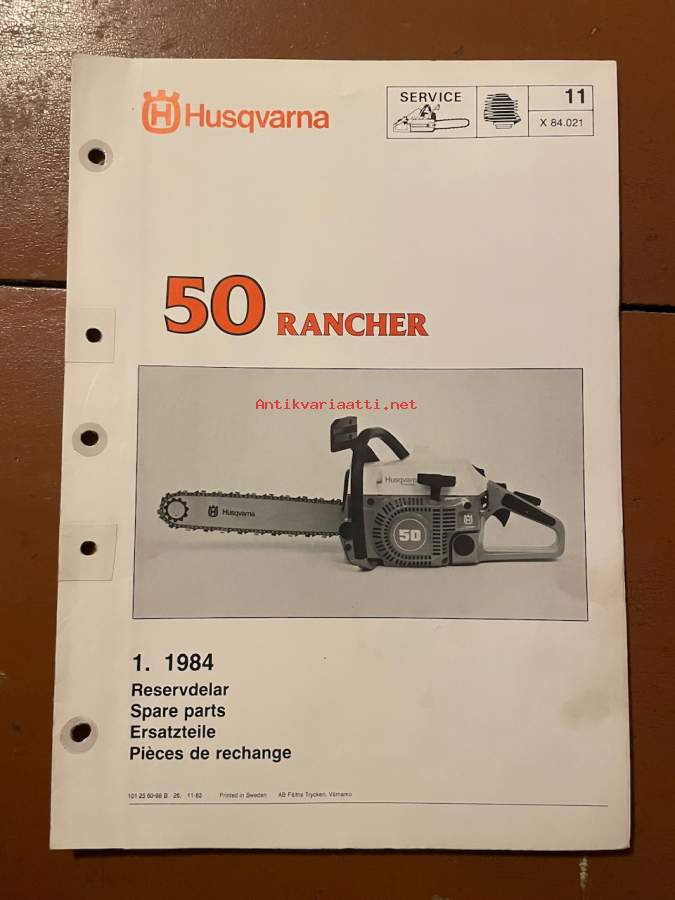 Husqvarna
SERVICE
11
X 84.021
50 RANCHER
Antikvariaatti.net
Husqvarna
Husqvarna
50
1. 1984
Reservdelar
Spare parts
Ersatzteile
Pièces de rechange
101 25 60-98 B 26. 11-83 Printed in Sweden AB Fälths Tryckeri, Värnamo